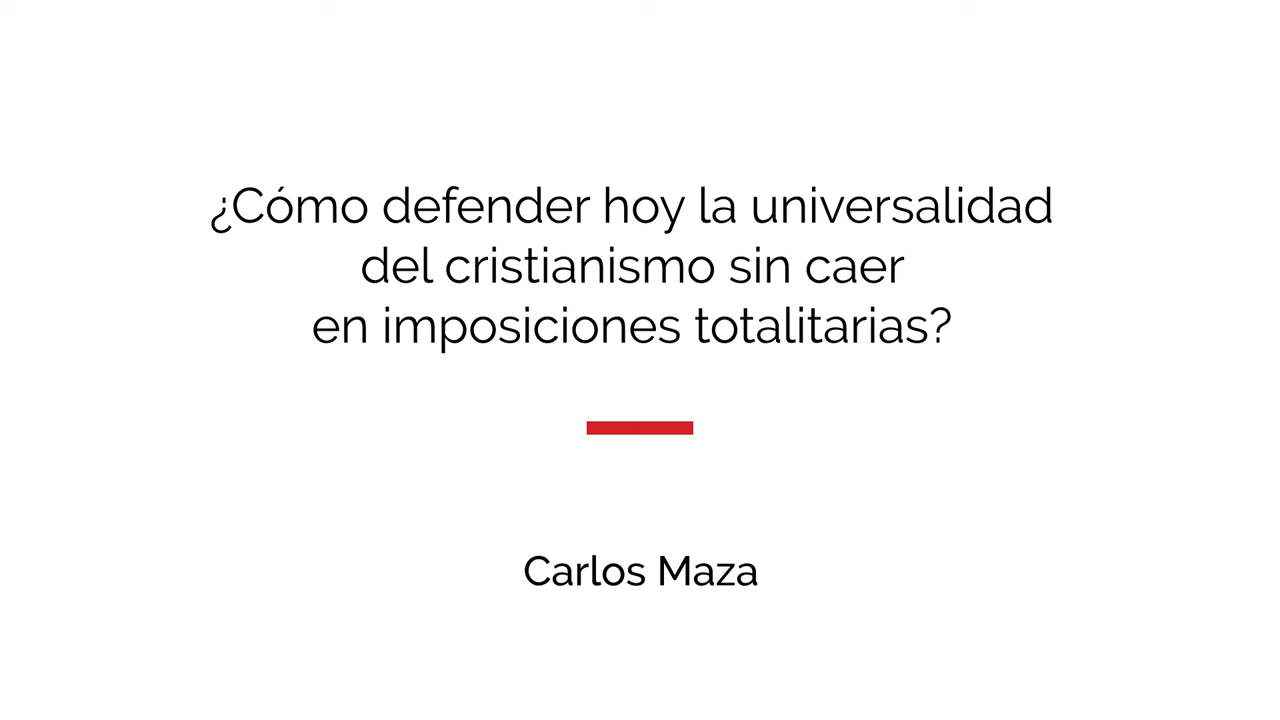 ¿Cómo defender hoy la universalidad
del cristianismo sin caer
en imposiciones totalitarias?
Carlos Maza